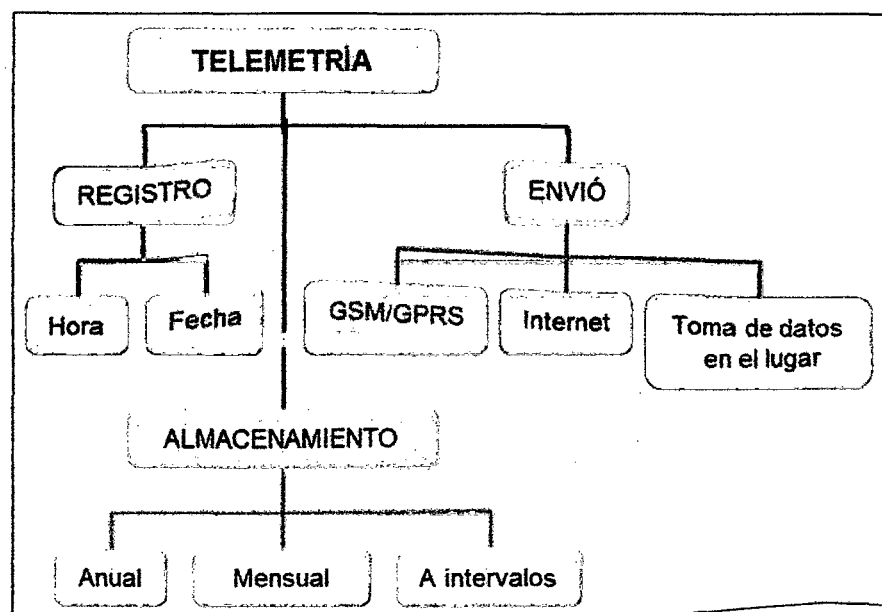 TELEMETRÍA
REGISTRO
ENVIÓ
Hora
Fecha
GSM/GPRS
Internet
Toma de datos
en el lugar
ALMACENAMIENTO
Anual
Mensual
A intervalos